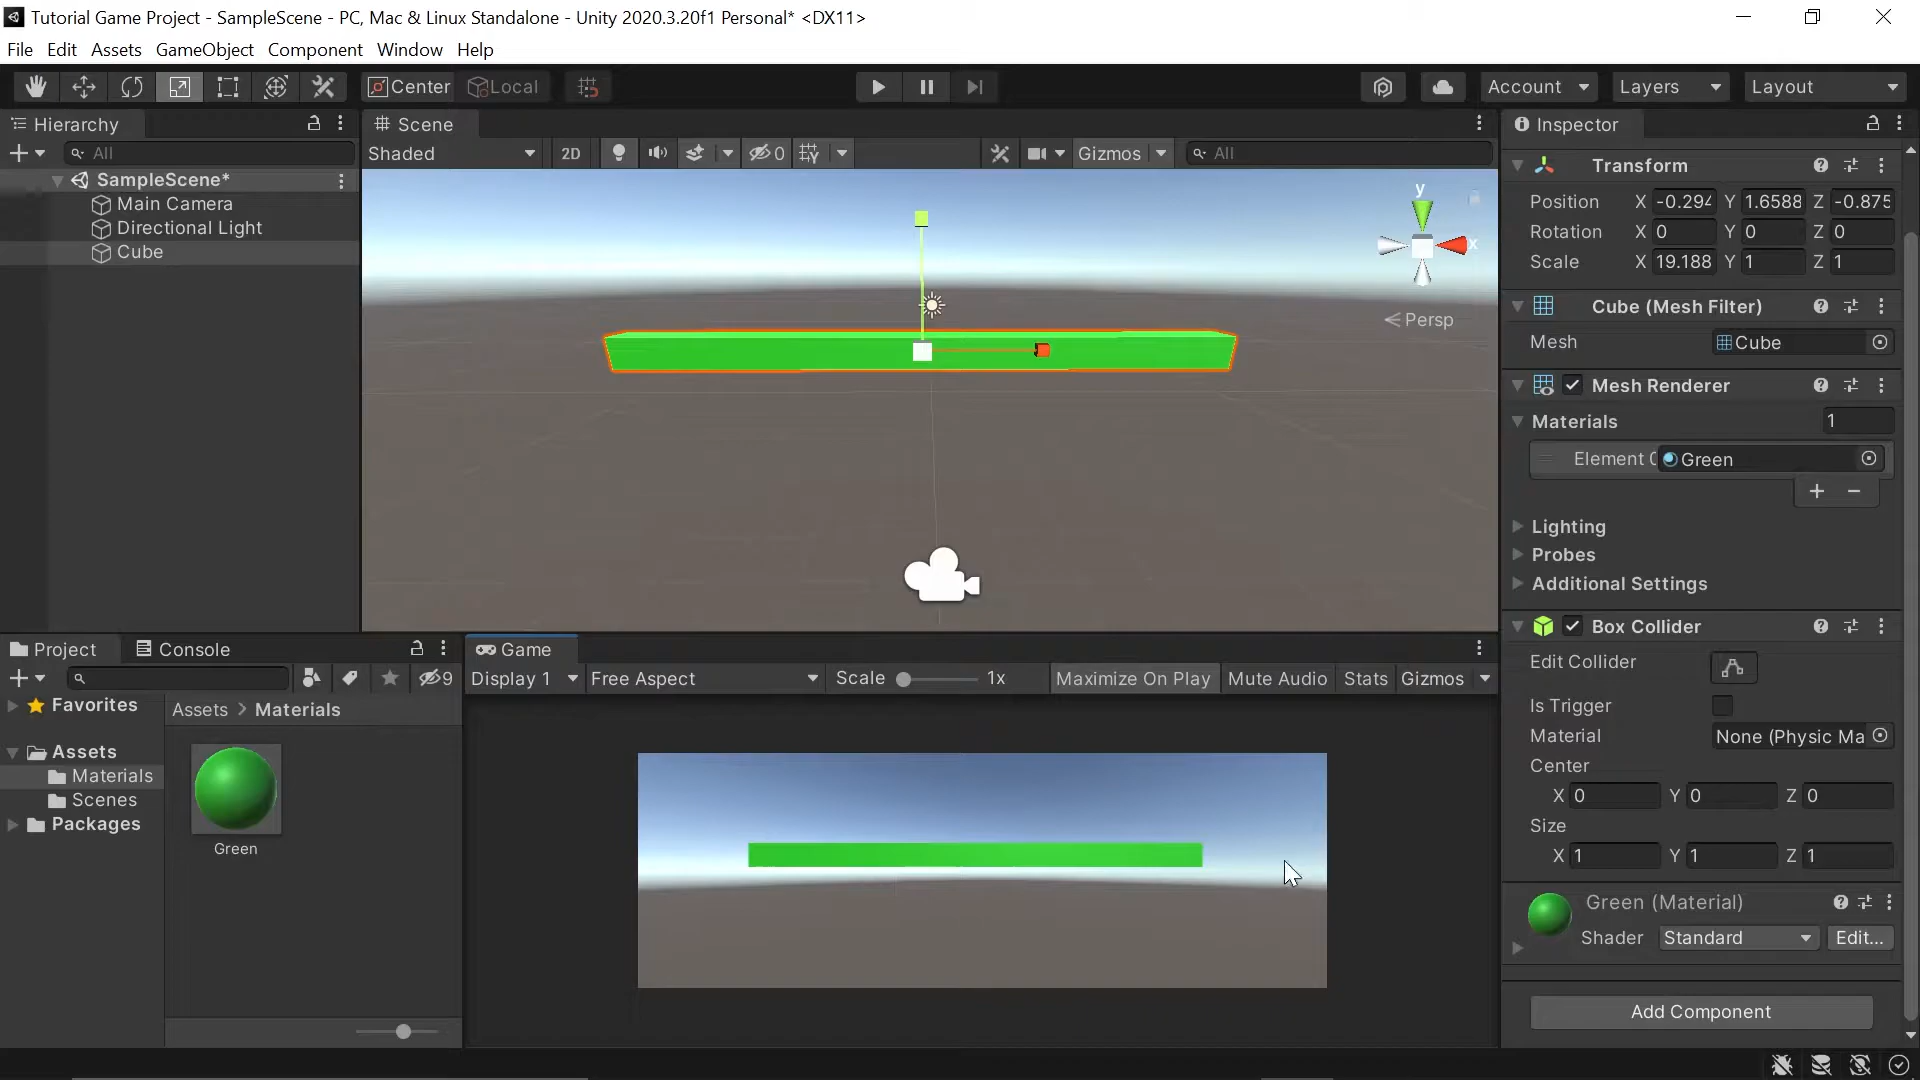 Tutorial Game Project - SampleScene - PC, Mac & Linux Standalone - Unity 2020.3.20f1 Personal* <DX11>
File Edit Assets GameObject Component Window Help
Center Local Account Layers Layout
Hierarchy
All
SampleScene*
Main Camera
Directional Light
Cube
Scene
Shaded 2D 0 Gizmos All
y
x
Persp
Project Console
9
Favorites
Assets
Materials
Scenes
Packages
Assets > Materials
Green
Game
Display 1 Free Aspect Scale 1x Maximize On Play Mute Audio Stats Gizmos
Inspector
Transform
Position X -0.294 Y 1.6588 Z -0.875
Rotation X 0 Y 0 Z 0
Scale X 19.188 Y 1 Z 1
Cube (Mesh Filter)
Mesh Cube
Mesh Renderer
Materials 1
Element 0 Green
+ −
Lighting
Probes
Additional Settings
Box Collider
Edit Collider
Is Trigger
Material None (Physic Ma
Center
X 0 Y 0 Z 0
Size
X 1 Y 1 Z 1
Green (Material)
Shader Standard Edit...
Add Component